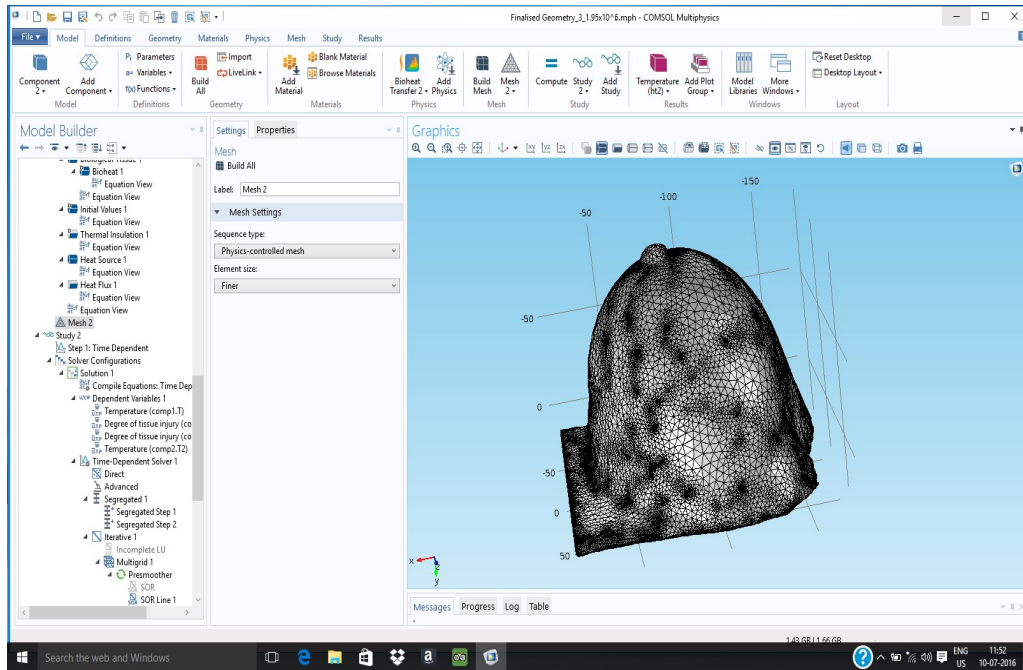 Finalised Geometry_3_1.95x10^6.mph - COMSOL Multiphysics
File Model Definitions Geometry Materials Physics Mesh Study Results
Component 2 Add Component
Model
Pi Parameters
a= Variables
f(x) Functions
Definitions
Build All
Import
LiveLink
Geometry
Add Material
Blank Material
Browse Materials
Materials
Bioheat Transfer 2 Add Physics
Physics
Build Mesh Mesh 2
Mesh
Compute Study 2 Add Study
Study
Temperature (ht2) Add Plot Group
Results
Model Libraries More Windows
Windows
Reset Desktop
Desktop Layout
Layout
Model Builder
Biological Tissue 1
Bioheat 1
Equation View
Equation View
Initial Values 1
Equation View
Thermal Insulation 1
Equation View
Heat Source 1
Equation View
Heat Flux 1
Equation View
Equation View
Mesh 2
Study 2
Step 1: Time Dependent
Solver Configurations
Solution 1
Compile Equations: Time Dep
Dependent Variables 1
Temperature (comp1.T)
Degree of tissue injury (co
Degree of tissue injury (co
Temperature (comp2.T2)
Time-Dependent Solver 1
Direct
Advanced
Segregated 1
Segregated Step 1
Segregated Step 2
Iterative 1
Incomplete LU
Multigrid 1
Presmoother
SOR
SOR Line 1
Settings Properties
Mesh
Build All
Label: Mesh 2
Mesh Settings
Sequence type:
Physics-controlled mesh
Element size:
Finer
Graphics
-150
-100
-50
-50
0
-50
0
50
x
z
y
Messages Progress Log Table
1.43 GB | 1.66 GB
Search the web and Windows
ENG 11:52
US 10-07-2016